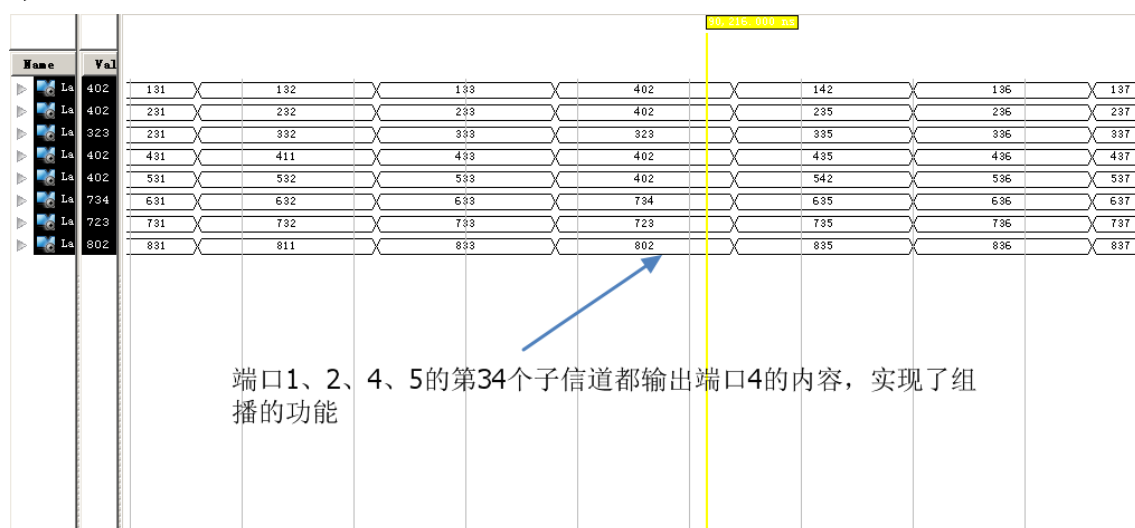 90,216.000 ns
Name Val
La 402 131 132 133 402 142 136 137
La 402 231 232 233 402 235 236 237
La 323 231 332 333 323 335 336 337
La 402 431 411 433 402 435 436 437
La 402 531 532 533 402 542 536 537
La 734 631 632 633 734 635 636 637
La 723 731 732 733 723 735 736 737
La 802 831 811 833 802 835 836 837
端口1、2、4、5的第34个子信道都输出端口4的内容，实现了组
播的功能